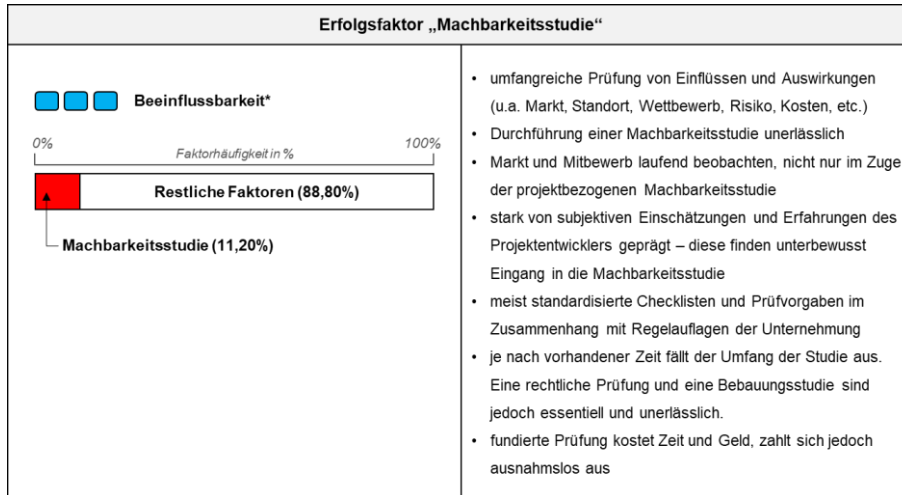 Erfolgsfaktor „Machbarkeitsstudie“
Beeinflussbarkeit*
0%
Faktorhäufigkeit in %
100%
Restliche Faktoren (88,80%)
Machbarkeitsstudie (11,20%)
• umfangreiche Prüfung von Einflüssen und Auswirkungen
(u.a. Markt, Standort, Wettbewerb, Risiko, Kosten, etc.)
• Durchführung einer Machbarkeitsstudie unerlässlich
• Markt und Mitbewerb laufend beobachten, nicht nur im Zuge
der projektbezogenen Machbarkeitsstudie
• stark von subjektiven Einschätzungen und Erfahrungen des
Projektentwicklers geprägt – diese finden unterbewusst
Eingang in die Machbarkeitsstudie
• meist standardisierte Checklisten und Prüfvorgaben im
Zusammenhang mit Regelauflagen der Unternehmung
• je nach vorhandener Zeit fällt der Umfang der Studie aus.
Eine rechtliche Prüfung und eine Bebauungsstudie sind
jedoch essentiell und unerlässlich.
• fundierte Prüfung kostet Zeit und Geld, zahlt sich jedoch
ausnahmslos aus